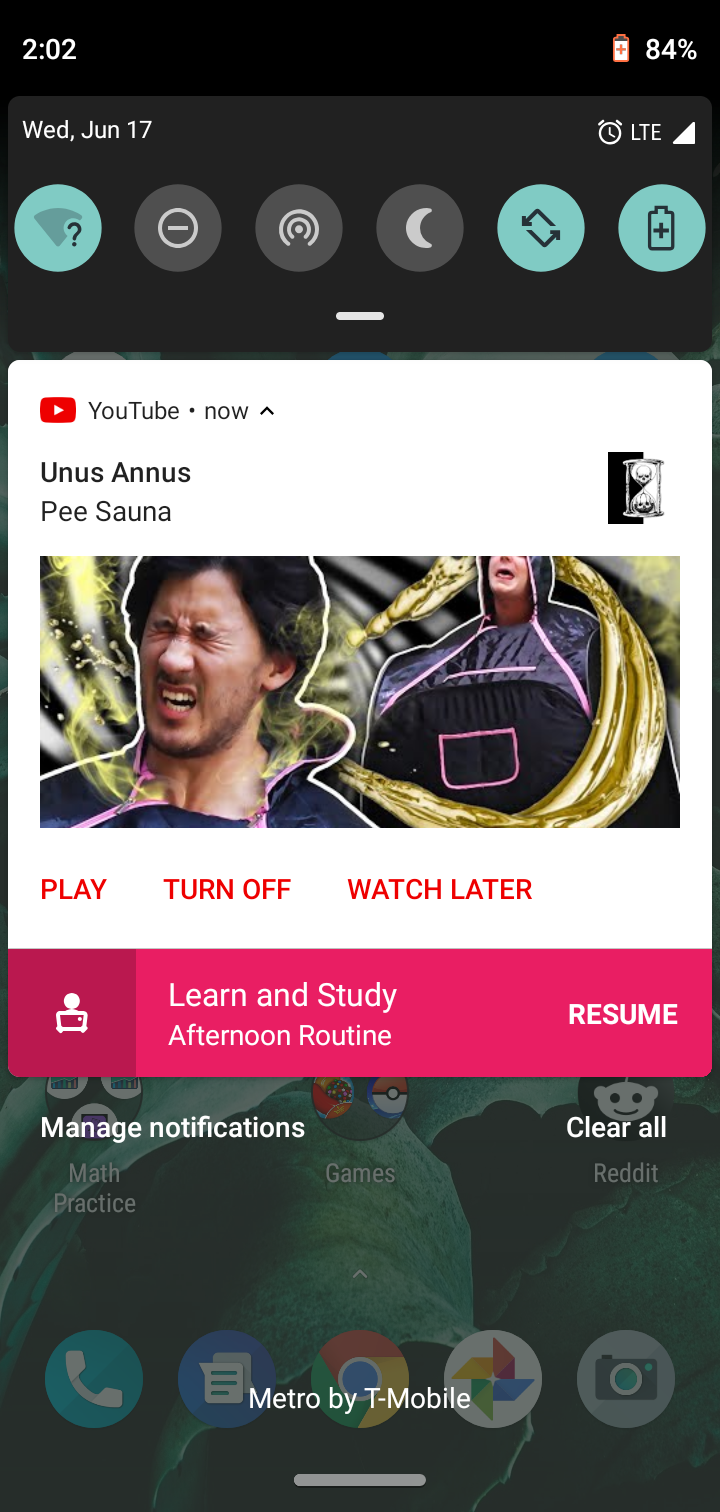 2:02
84%
Wed, Jun 17
LTE
YouTube • now
Unus Annus
Pee Sauna
PLAY
TURN OFF
WATCH LATER
Learn and Study
Afternoon Routine
RESUME
Manage notifications
Clear all
Math
Practice
Games
Reddit
Metro by T-Mobile